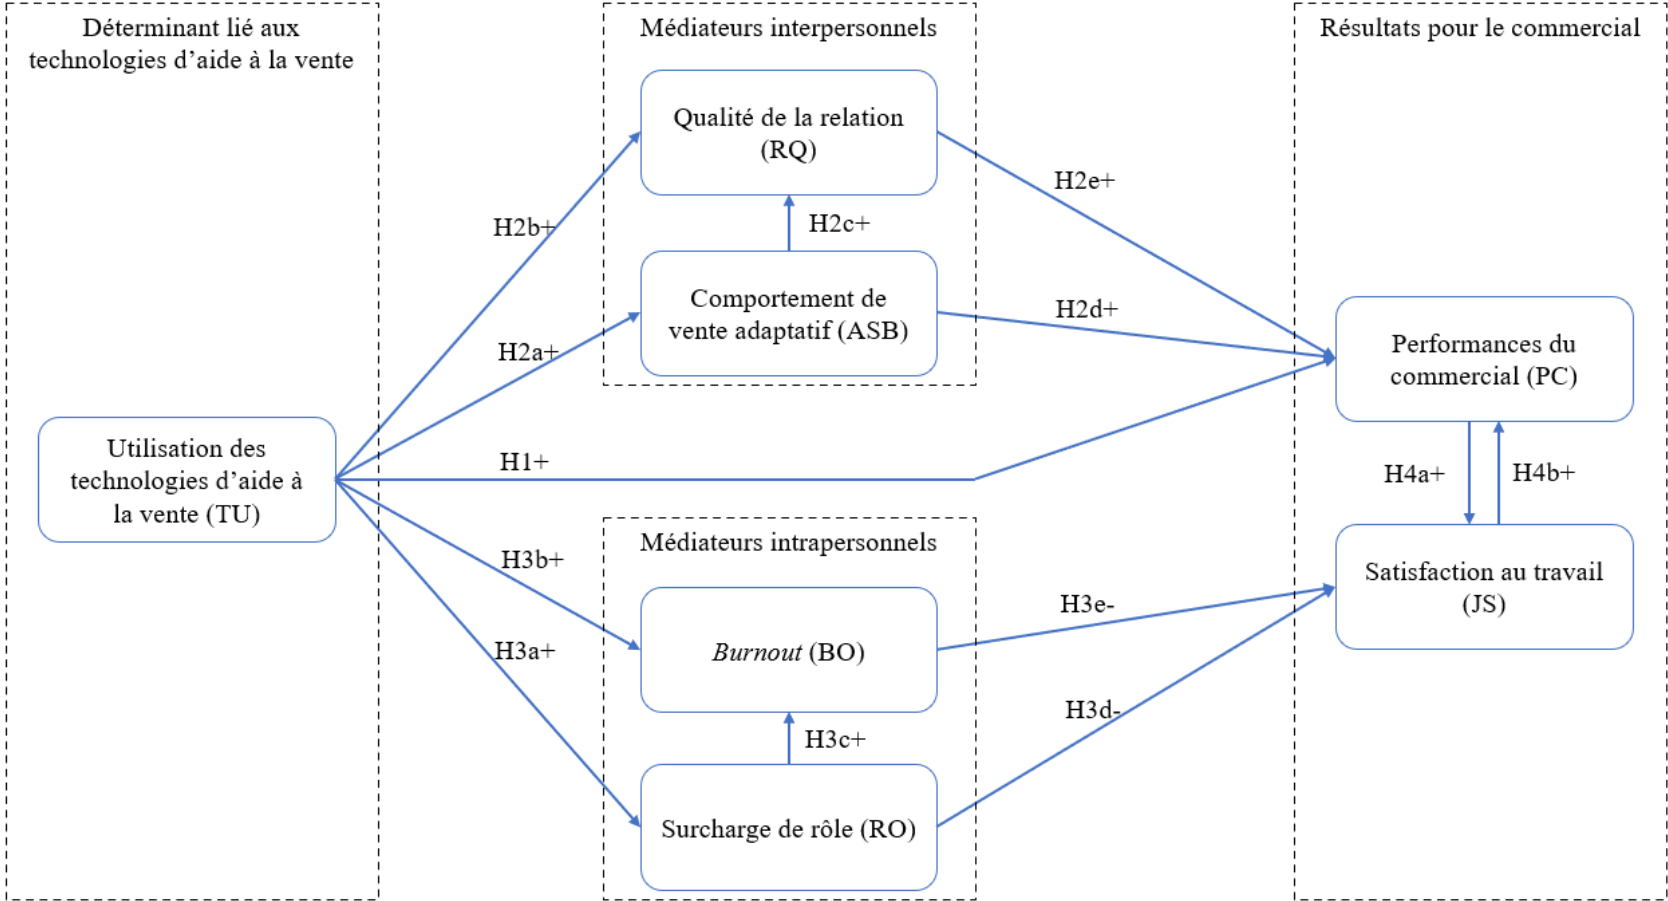 Déterminant lié aux
technologies d’aide à la vente
Médiateurs interpersonnels
Résultats pour le commercial
Qualité de la relation
(RQ)
H2e+
H2b+
H2c+
Comportement de
vente adaptatif (ASB)
H2d+
H2a+
Performances du
commercial (PC)
Utilisation des
technologies d’aide à
la vente (TU)
H1+
H4a+
H4b+
Médiateurs intrapersonnels
H3b+
Satisfaction au travail
(JS)
H3e-
Burnout (BO)
H3a+
H3d-
H3c+
Surcharge de rôle (RO)